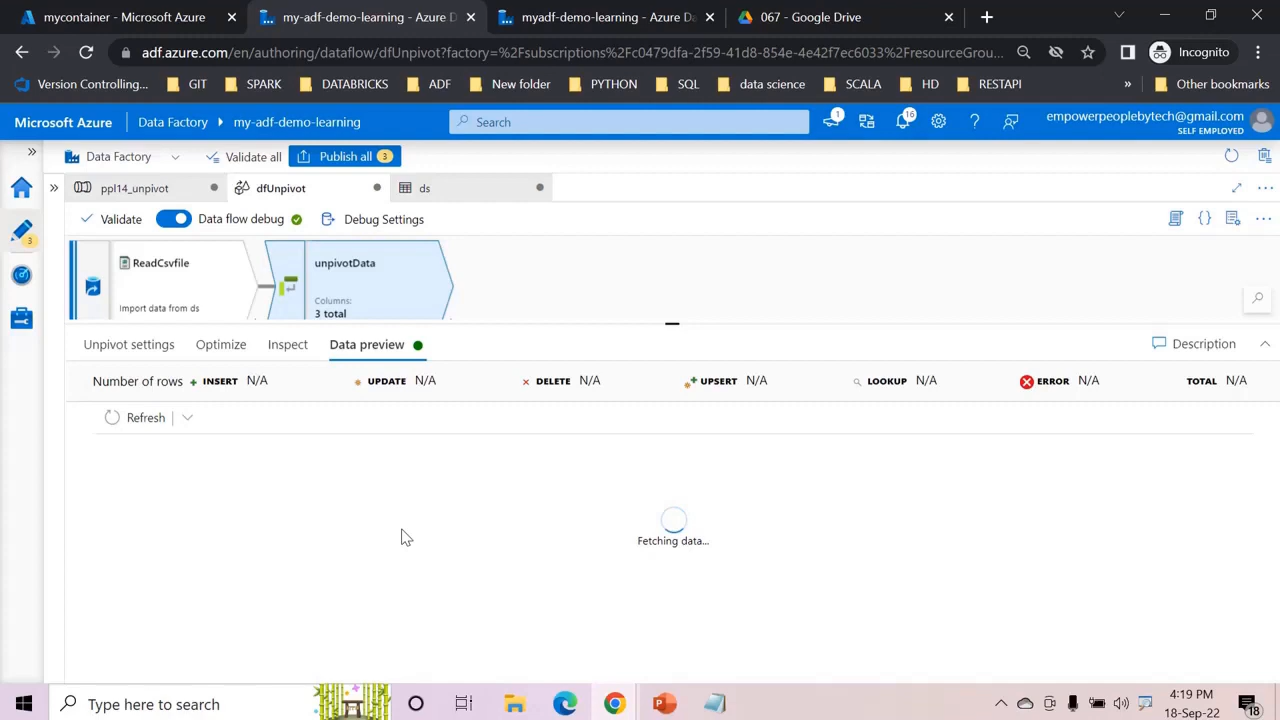 mycontainer - Microsoft Azure
my-adf-demo-learning - Azure D
myadf-demo-learning - Azure Da
067 - Google Drive
adf.azure.com/en/authoring/dataflow/dfUnpivot?factory=%2Fsubscriptions%2Fc0479dfa-2f59-41d8-854e-4e42f7ec6033%2FresourceGrou...
Incognito
Version Controlling...
GIT
SPARK
DATABRICKS
ADF
New folder
PYTHON
SQL
data science
SCALA
HD
RESTAPI
»
Other bookmarks
Microsoft Azure
Data Factory
my-adf-demo-learning
Search
1
16
empowerpeoplebytech@gmail.com
SELF EMPLOYED
Data Factory
Validate all
Publish all
3
ppl14_unpivot
dfUnpivot
ds
3
Validate
Data flow debug
Debug Settings
ReadCsvfile
Import data from ds
unpivotData
Columns:
3 total
Unpivot settings
Optimize
Inspect
Data preview
Description
Number of rows
INSERT N/A
UPDATE N/A
DELETE N/A
UPSERT N/A
LOOKUP N/A
ERROR N/A
TOTAL N/A
Refresh
Fetching data...
Type here to search
4:19 PM
18-Sep-22
18